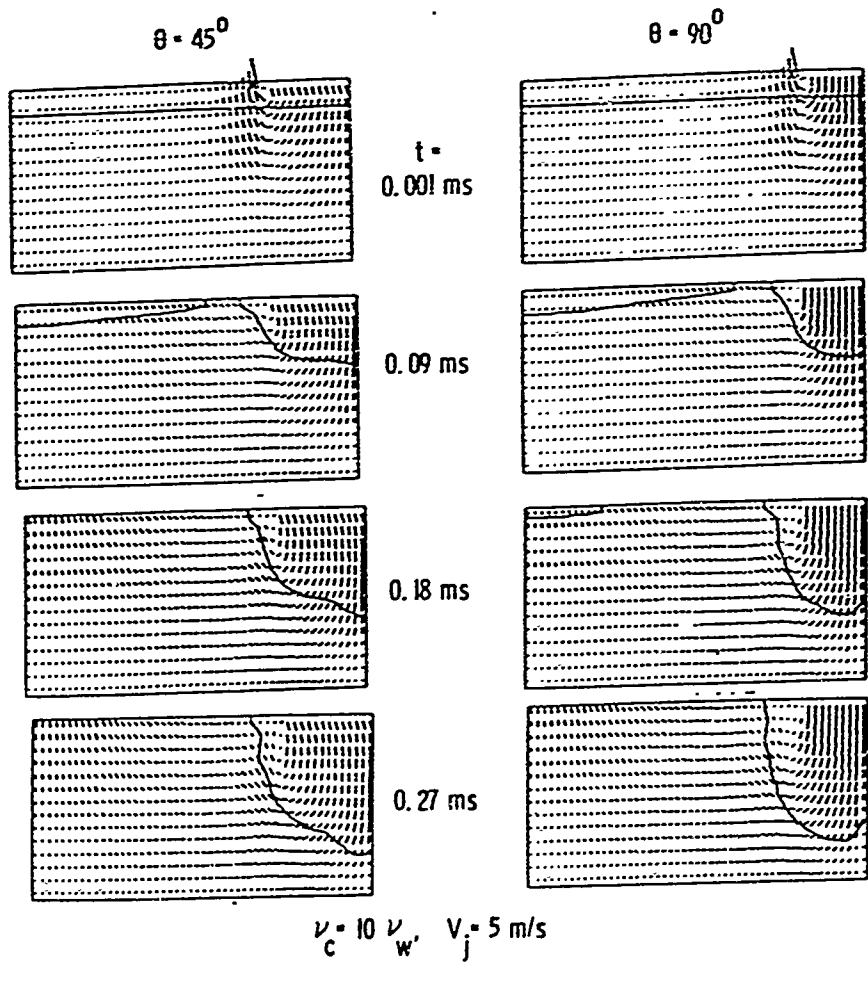 θ = 45°
θ = 90°
t =
0.001 ms
0.09 ms
0.18 ms
0.27 ms
ν_c = 10 ν_w, V_j = 5 m/s